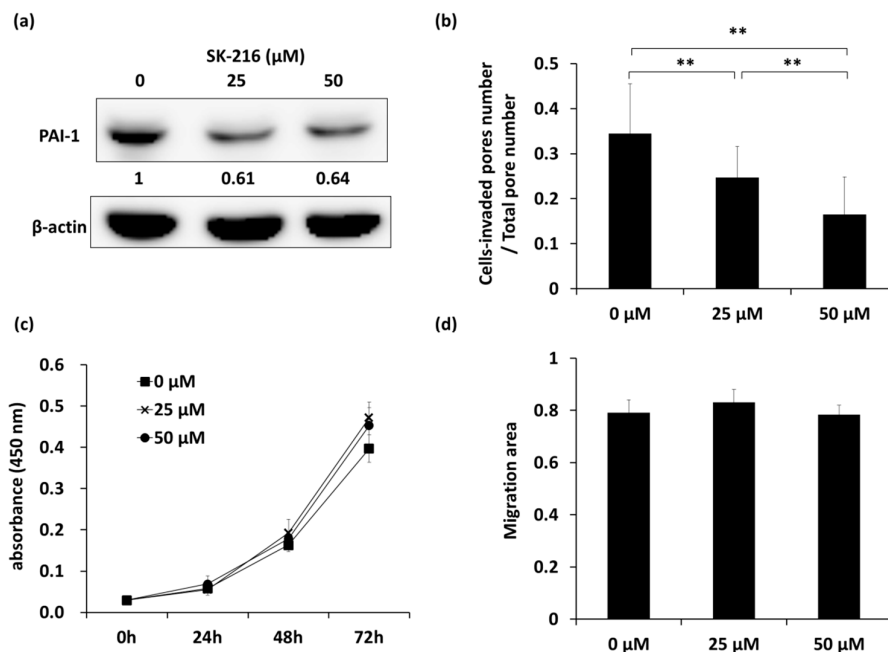 (a)
SK-216 (μM)
0 25 50
PAI-1
1 0.61 0.64
β-actin
(b)
** 
** **
0.5
0.4
0.3
0.2
0.1
0
Cells-invaded pores number
/ Total pore number
0 μM 25 μM 50 μM
(c)
0.6
0.5
0.4
0.3
0.2
0.1
0.0
absorbance (450 nm)
0 μM
25 μM
50 μM
0h 24h 48h 72h
(d)
1
0.8
0.6
0.4
0.2
0
Migration area
0 μM 25 μM 50 μM